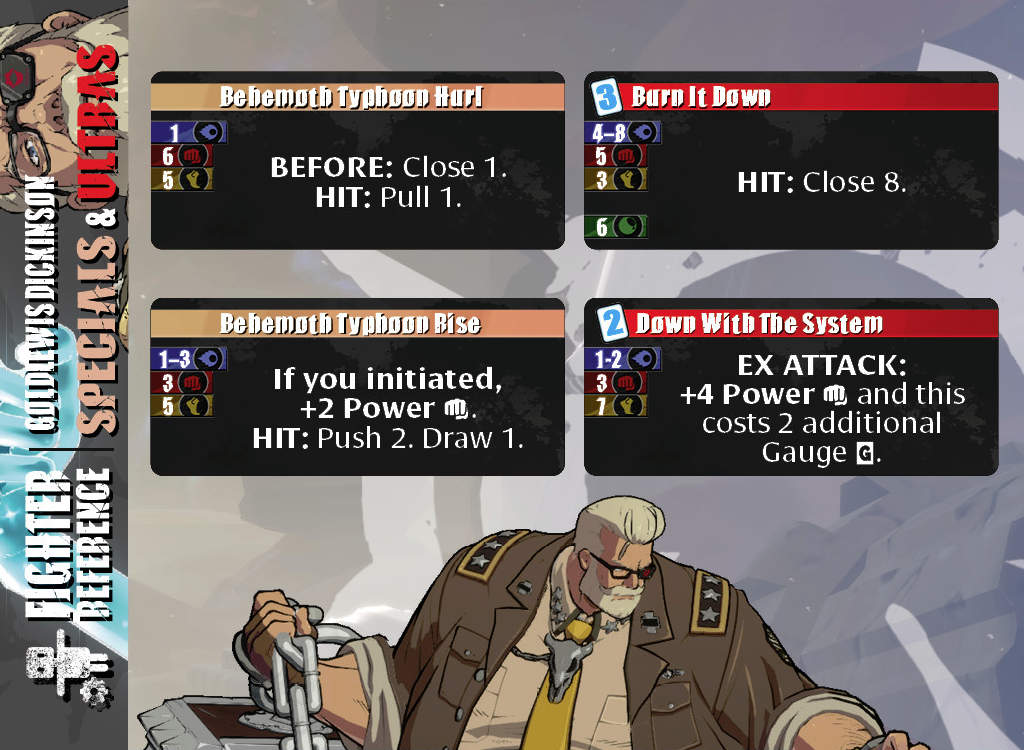 FIGHTER REFERENCE
GOLDLEWIS DICKINSON
SPECIALS & ULTRAS
Behemoth Typhoon Hurl
1
6
5
BEFORE: Close 1.
HIT: Pull 1.
3 Burn It Down
4-8
5
3
6
HIT: Close 8.
Behemoth Typhoon Rise
1-3
3
5
If you initiated,
+2 Power.
HIT: Push 2. Draw 1.
2 Down With The System
1-2
3
7
EX ATTACK:
+4 Power and this
costs 2 additional
Gauge G.